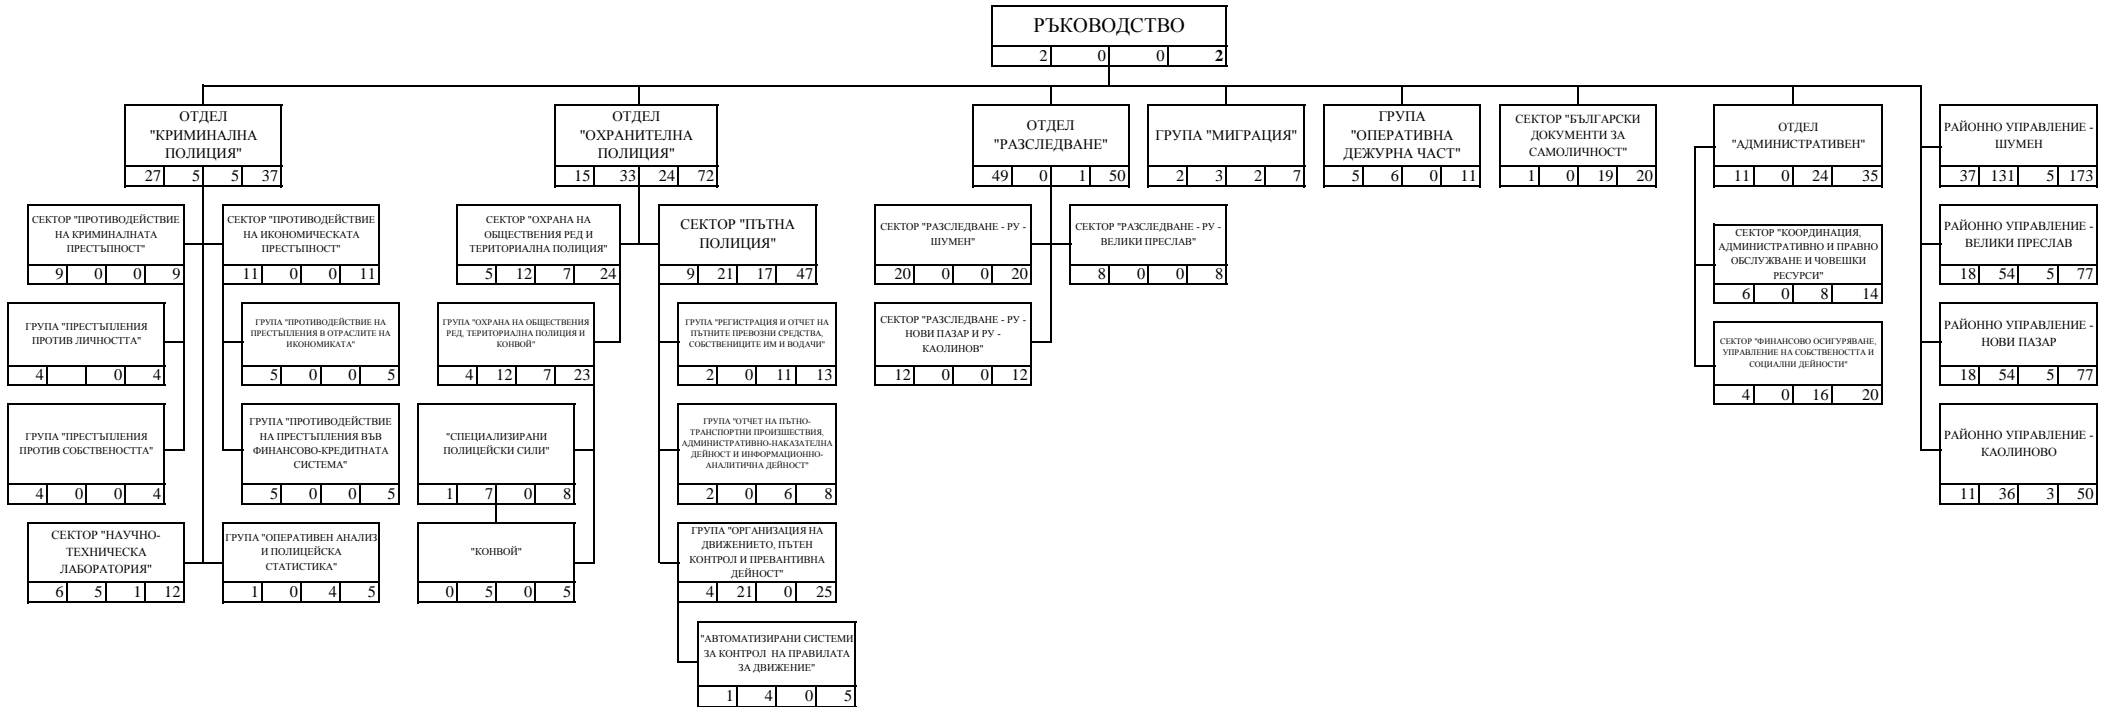 РЪКОВОДСТВО
2 0 0 2
ОТДЕЛ
"КРИМИНАЛНА
ПОЛИЦИЯ"
27 5 5 37
ОТДЕЛ
"ОХРАНИТЕЛНА
ПОЛИЦИЯ"
15 33 24 72
ОТДЕЛ
"РАЗСЛЕДВАНЕ"
49 0 1 50
ГРУПА "МИГРАЦИЯ"
2 3 2 7
ГРУПА
"ОПЕРАТИВНА
ДЕЖУРНА ЧАСТ"
5 6 0 11
СЕКТОР "БЪЛГАРСКИ
ДОКУМЕНТИ ЗА
САМОЛИЧНОСТ"
1 0 19 20
ОТДЕЛ
"АДМИНИСТРАТИВЕН"
11 0 24 35
РАЙОННО УПРАВЛЕНИЕ -
ШУМЕН
37 131 5 173
СЕКТОР "ПРОТИВОДЕЙСТВИЕ
НА КРИМИНАЛНАТА
ПРЕСТЪПНОСТ"
9 0 0 9
СЕКТОР "ПРОТИВОДЕЙСТВИЕ
НА ИКОНОМИЧЕСКАТА
ПРЕСТЪПНОСТ"
11 0 0 11
СЕКТОР "ОХРАНА НА
ОБЩЕСТВЕНИЯ РЕД И
ТЕРИТОРИАЛНА ПОЛИЦИЯ"
5 12 7 24
СЕКТОР "ПЪТНА
ПОЛИЦИЯ"
9 21 17 47
СЕКТОР "РАЗСЛЕДВАНЕ - РУ -
ШУМЕН"
20 0 0 20
СЕКТОР "РАЗСЛЕДВАНЕ - РУ -
ВЕЛИКИ ПРЕСЛАВ"
8 0 0 8
СЕКТОР "КООРДИНАЦИЯ,
АДМИНИСТРАТИВНО И ПРАВНО
ОБСЛУЖВАНЕ И ЧОВЕШКИ
РЕСУРСИ"
6 0 8 14
РАЙОННО УПРАВЛЕНИЕ -
ВЕЛИКИ ПРЕСЛАВ
18 54 5 77
ГРУПА "ПРЕСТЪПЛЕНИЯ
ПРОТИВ ЛИЧНОСТТА"
4 0 4
ГРУПА "ПРОТИВОДЕЙСТВИЕ НА
ПРЕСТЪПЛЕНИЯ В ОТРАСЛИТЕ НА
ИКОНОМИКАТА"
5 0 0 5
ГРУПА "ОХРАНА НА ОБЩЕСТВЕНИЯ
РЕД, ТЕРИТОРИАЛНА ПОЛИЦИЯ И
КОНВОЙ"
4 12 7 23
ГРУПА "РЕГИСТРАЦИЯ И ОТЧЕТ НА
ПЪТНИТЕ ПРЕВОЗНИ СРЕДСТВА,
СОБСТВЕНИЦИТЕ ИМ И ВОДАЧИ"
2 0 11 13
СЕКТОР "РАЗСЛЕДВАНЕ - РУ -
НОВИ ПАЗАР И РУ -
КАОЛИНОВ"
12 0 0 12
СЕКТОР "ФИНАНСОВО ОСИГУРЯВАНЕ,
УПРАВЛЕНИЕ НА СОБСТВЕНОСТТА И
СОЦИАЛНИ ДЕЙНОСТИ"
4 0 16 20
РАЙОННО УПРАВЛЕНИЕ -
НОВИ ПАЗАР
18 54 5 77
ГРУПА "ПРЕСТЪПЛЕНИЯ
ПРОТИВ СОБСТВЕНОСТТА"
4 0 0 4
ГРУПА "ПРОТИВОДЕЙСТВИЕ
НА ПРЕСТЪПЛЕНИЯ ВЪВ
ФИНАНСОВО-КРЕДИТНАТА
СИСТЕМА"
5 0 0 5
"СПЕЦИАЛИЗИРАНИ
ПОЛИЦЕЙСКИ СИЛИ"
1 7 0 8
ГРУПА "ОТЧЕТ НА ПЪТНО-
ТРАНСПОРТНИ ПРОИЗШЕСТВИЯ,
АДМИНИСТРАТИВНО-НАКАЗАТЕЛНА
ДЕЙНОСТ И ИНФОРМАЦИОННО-
АНАЛИТИЧНА ДЕЙНОСТ"
2 0 6 8
РАЙОННО УПРАВЛЕНИЕ -
КАОЛИНОВО
11 36 3 50
СЕКТОР "НАУЧНО-
ТЕХНИЧЕСКА
ЛАБОРАТОРИЯ"
6 5 1 12
ГРУПА "ОПЕРАТИВЕН АНАЛИЗ
И ПОЛИЦЕЙСКА
СТАТИСТИКА"
1 0 4 5
"КОНВОЙ"
0 5 0 5
ГРУПА "ОРГАНИЗАЦИЯ НА
ДВИЖЕНИЕТО, ПЪТЕН
КОНТРОЛ И ПРЕВАНТИВНА
ДЕЙНОСТ"
4 21 0 25
"АВТОМАТИЗИРАНИ СИСТЕМИ
ЗА КОНТРОЛ НА ПРАВИЛАТА
ЗА ДВИЖЕНИЕ"
1 4 0 5